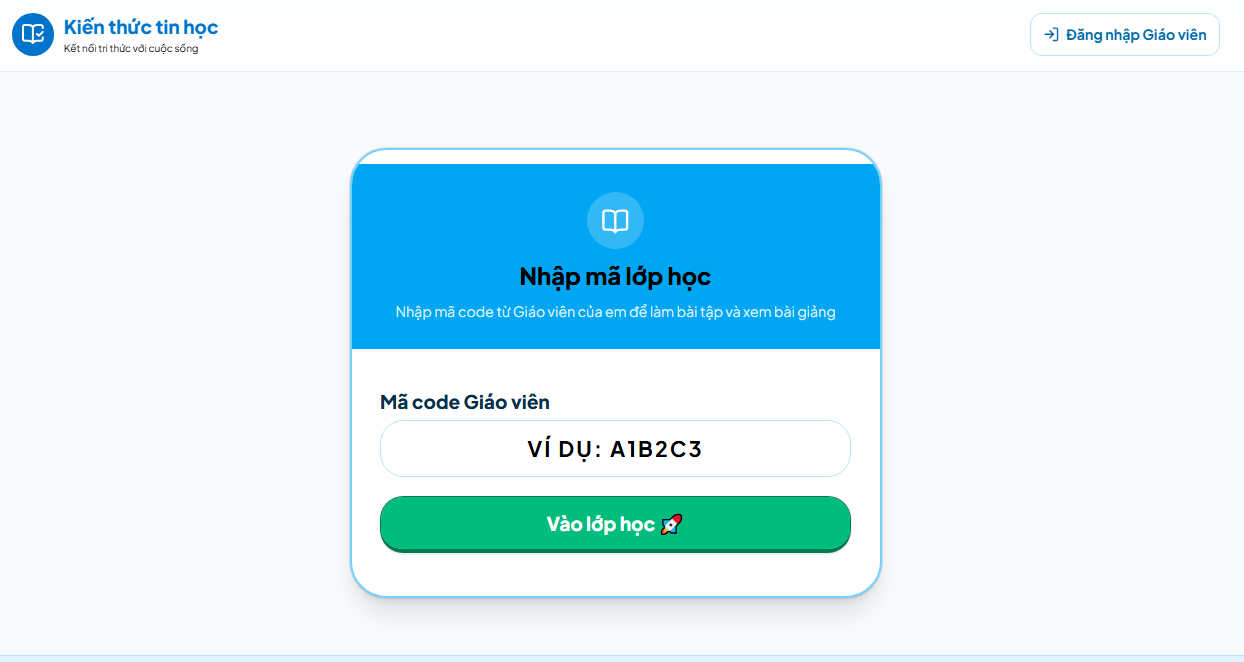 Kiến thức tin học
Kết nối tri thức với cuộc sống
Đăng nhập Giáo viên
Nhập mã lớp học
Nhập mã code từ Giáo viên của em để làm bài tập và xem bài giảng
Mã code Giáo viên
VÍ DỤ: A1B2C3
Vào lớp học 🚀